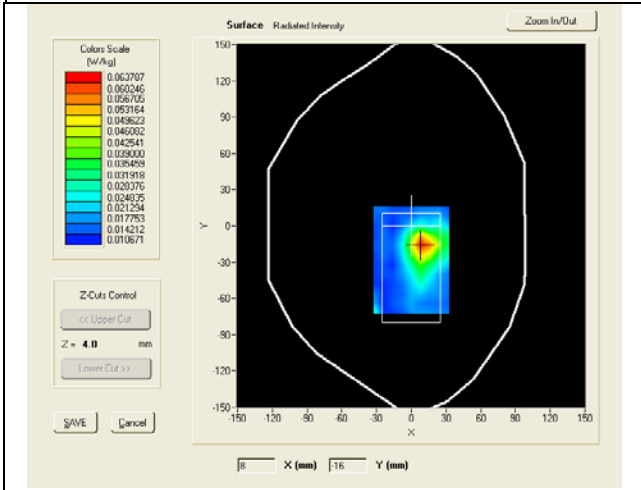 Surface Radiated Intensity
Zoom In/Out
Colors Scale
(W/kg)
0.063787
0.060246
0.056705
0.053164
0.049623
0.046082
0.042541
0.039000
0.035459
0.031918
0.028376
0.024835
0.021294
0.017753
0.014212
0.010671
Z-Cuts Control
<< Upper Cut
Z = 4.0 mm
Lower Cut >>
SAVE Cancel
150
120
90
60
30
0
-30
-60
-90
-120
-150
Y
-150 -120 -90 -60 -30 0 30 60 90 120 150
X
8 X (mm) -16 Y (mm)